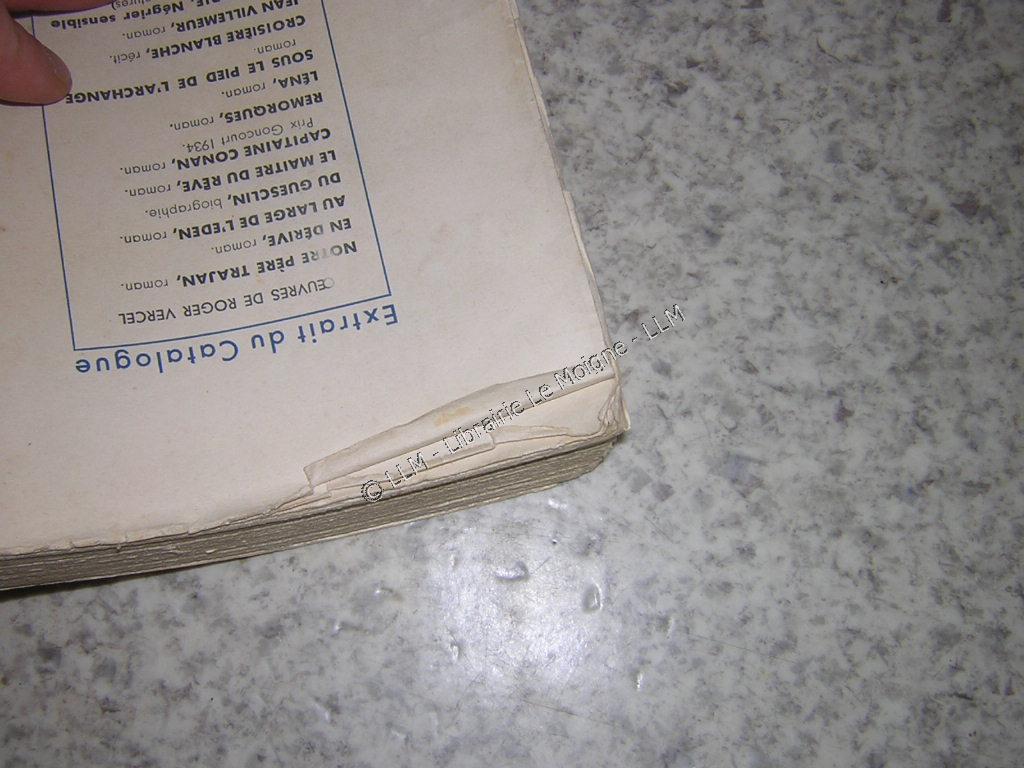 Extrait du Catalogue
ŒUVRES DE ROGER VERCEL
NOTRE PÈRE TRAJAN, roman.
EN DÉRIVE, roman.
AU LARGE DE L'EDEN, roman.
DU GUESCLIN, biographie.
LE MAITRE DU RÊVE, roman.
CAPITAINE CONAN, roman.
Prix Goncourt 1934.
REMORQUES, roman.
LÉNA, roman.
SOUS LE PIED DE L'ARCHANGE
roman.
CROISIÈRE BLANCHE, récit.
JEAN VILLEMEUR, roman.
Négrier sensible
© LLM - Librairie Le Moigne - LLM